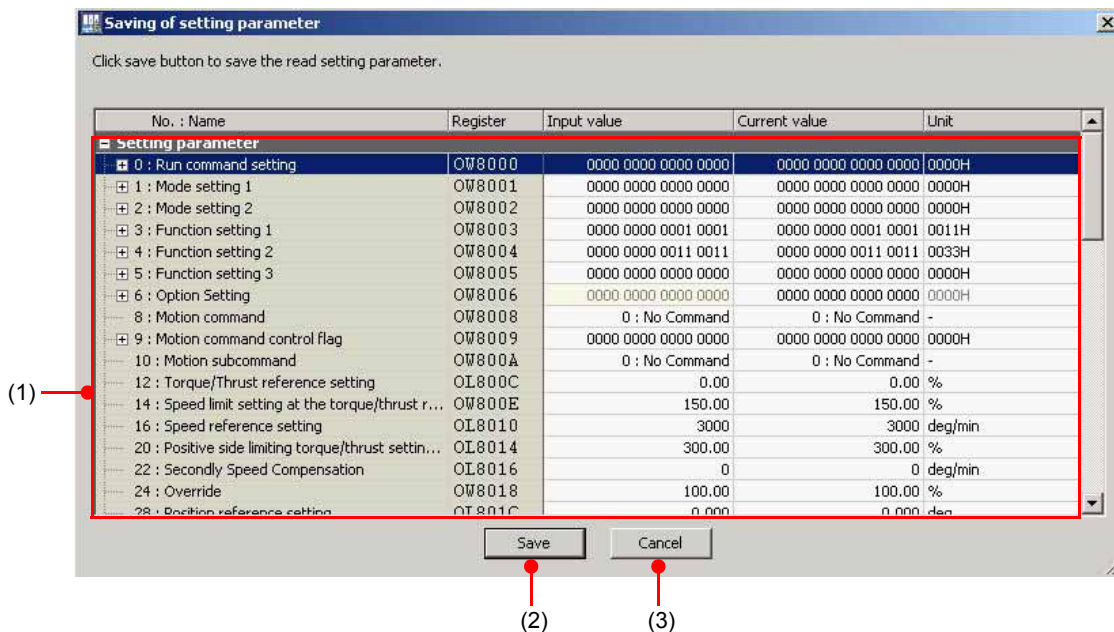 Saving of setting parameter
Click save button to save the read setting parameter.
No. : Name Register Input value Current value Unit
Setting parameter
0 : Run command setting OW8000 0000 0000 0000 0000 0000 0000 0000 0000 0000H
1 : Mode setting 1 OW8001 0000 0000 0000 0000 0000 0000 0000 0000 0000H
2 : Mode setting 2 OW8002 0000 0000 0000 0000 0000 0000 0000 0000 0000H
3 : Function setting 1 OW8003 0000 0000 0001 0001 0000 0000 0001 0001 0011H
4 : Function setting 2 OW8004 0000 0000 0011 0011 0000 0000 0011 0011 0033H
5 : Function setting 3 OW8005 0000 0000 0000 0000 0000 0000 0000 0000 0000H
6 : Option Setting OW8006 0000 0000 0000 0000 0000 0000 0000 0000 0000H
8 : Motion command OW8008 0 : No Command 0 : No Command -
9 : Motion command control flag OW8009 0000 0000 0000 0000 0000 0000 0000 0000 0000H
10 : Motion subcommand OW800A 0 : No Command 0 : No Command -
12 : Torque/Thrust reference setting OL800C 0.00 0.00 %
14 : Speed limit setting at the torque/thrust r... OW800E 150.00 150.00 %
16 : Speed reference setting OL8010 3000 3000 deg/min
20 : Positive side limiting torque/thrust settin... OL8014 300.00 300.00 %
22 : Secondly Speed Compensation OL8016 0 0 deg/min
24 : Override OW8018 100.00 100.00 %
28 : Position reference setting OL801C 0.000 0.000 deg
Save Cancel
(1)
(2) (3)